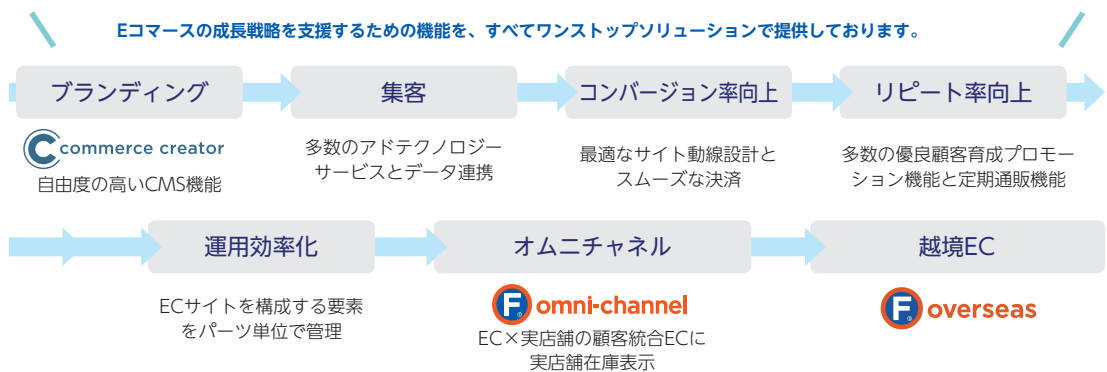 Eコマースの成長戦略を支援するための機能を、すべてワンストップソリューションで提供しております。
ブランディング
commerce creator
自由度の高いCMS機能
集客
多数のアドテクノロジー
サービスとデータ連携
コンバージョン率向上
最適なサイト動線設計と
スムーズな決済
リピート率向上
多数の優良顧客育成プロモー
ション機能と定期通販機能
運用効率化
ECサイトを構成する要素
をパーツ単位で管理
オムニチャネル
F omni-channel
EC×実店舗の顧客統合ECに
実店舗在庫表示
越境EC
F overseas